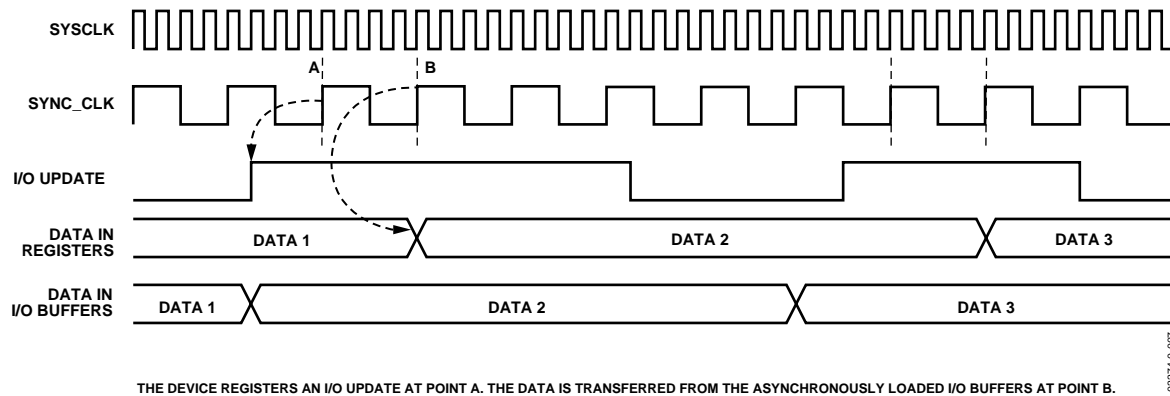 SYSCLK
A
B
SYNC_CLK
I/O UPDATE
DATA IN
REGISTERS
DATA 1
DATA 2
DATA 3
DATA IN
I/O BUFFERS
DATA 1
DATA 2
DATA 3
THE DEVICE REGISTERS AN I/O UPDATE AT POINT A. THE DATA IS TRANSFERRED FROM THE ASYNCHRONOUSLY LOADED I/O BUFFERS AT POINT B.